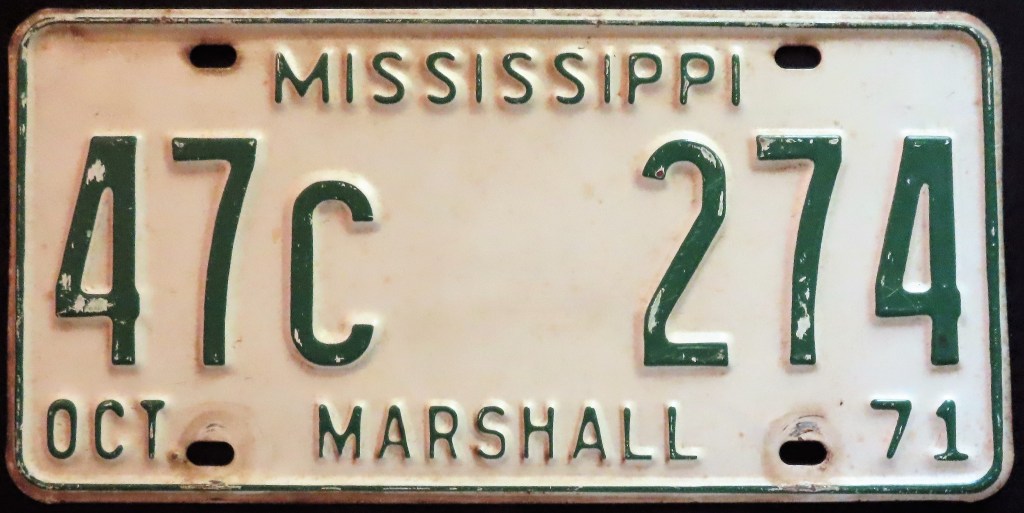 MISSISSIPPI
47C 274
OCT. MARSHALL 71